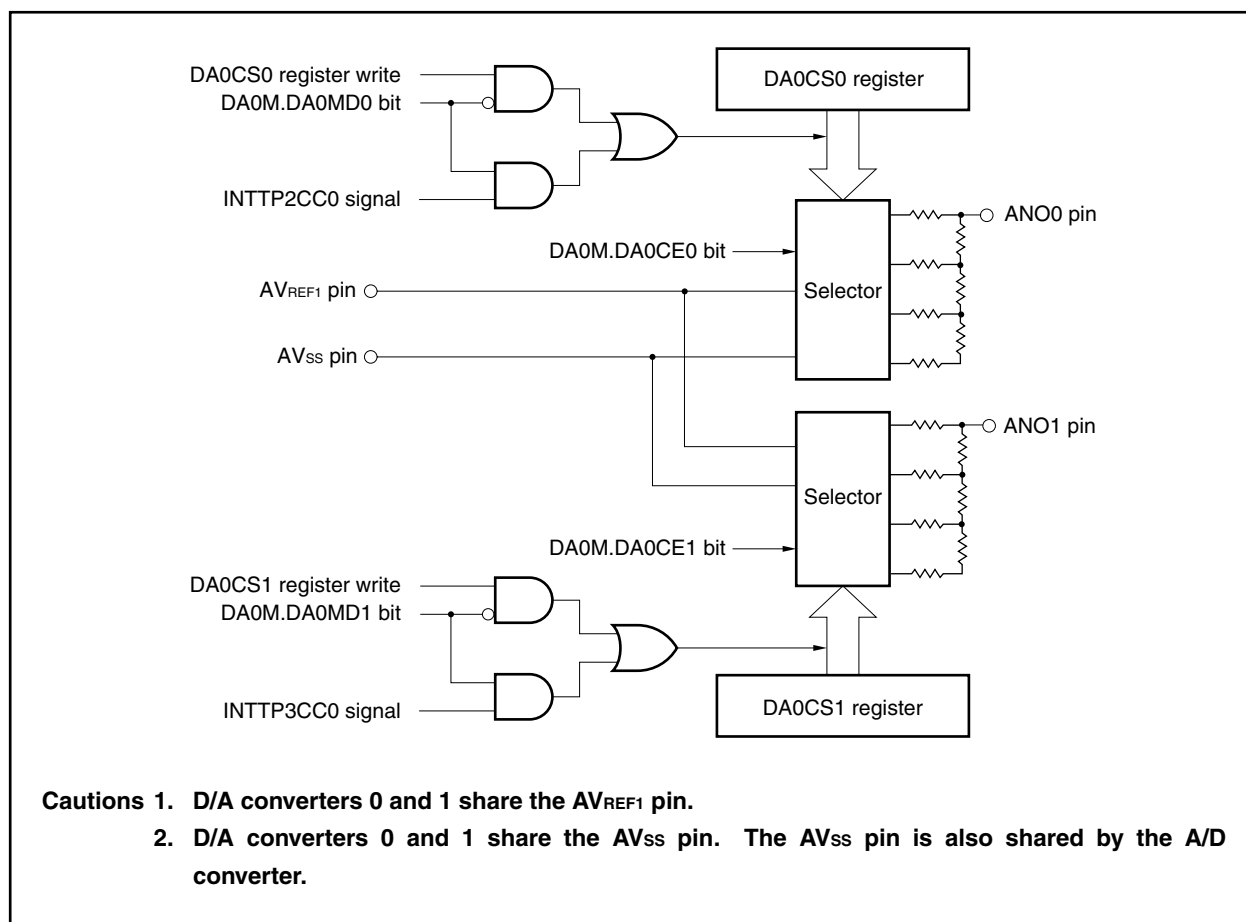 DA0CS0 register write
DA0M.DA0MD0 bit
INTTP2CC0 signal
DA0CS0 register
DA0M.DA0CE0 bit
Selector
ANO0 pin
AVREF1 pin
AVSS pin
ANO1 pin
Selector
DA0M.DA0CE1 bit
DA0CS1 register write
DA0M.DA0MD1 bit
INTTP3CC0 signal
DA0CS1 register
Cautions 1. D/A converters 0 and 1 share the AVREF1 pin.
2. D/A converters 0 and 1 share the AVSS pin. The AVSS pin is also shared by the A/D
converter.